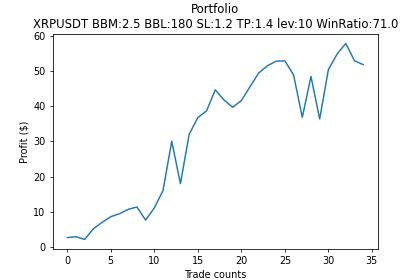 Portfolio
XRPUSDT BBM:2.5 BBL:180 SL:1.2 TP:1.4 lev:10 WinRatio:71.0
60
50
40
30
20
10
0
Profit ($)
0 5 10 15 20 25 30 35
Trade counts